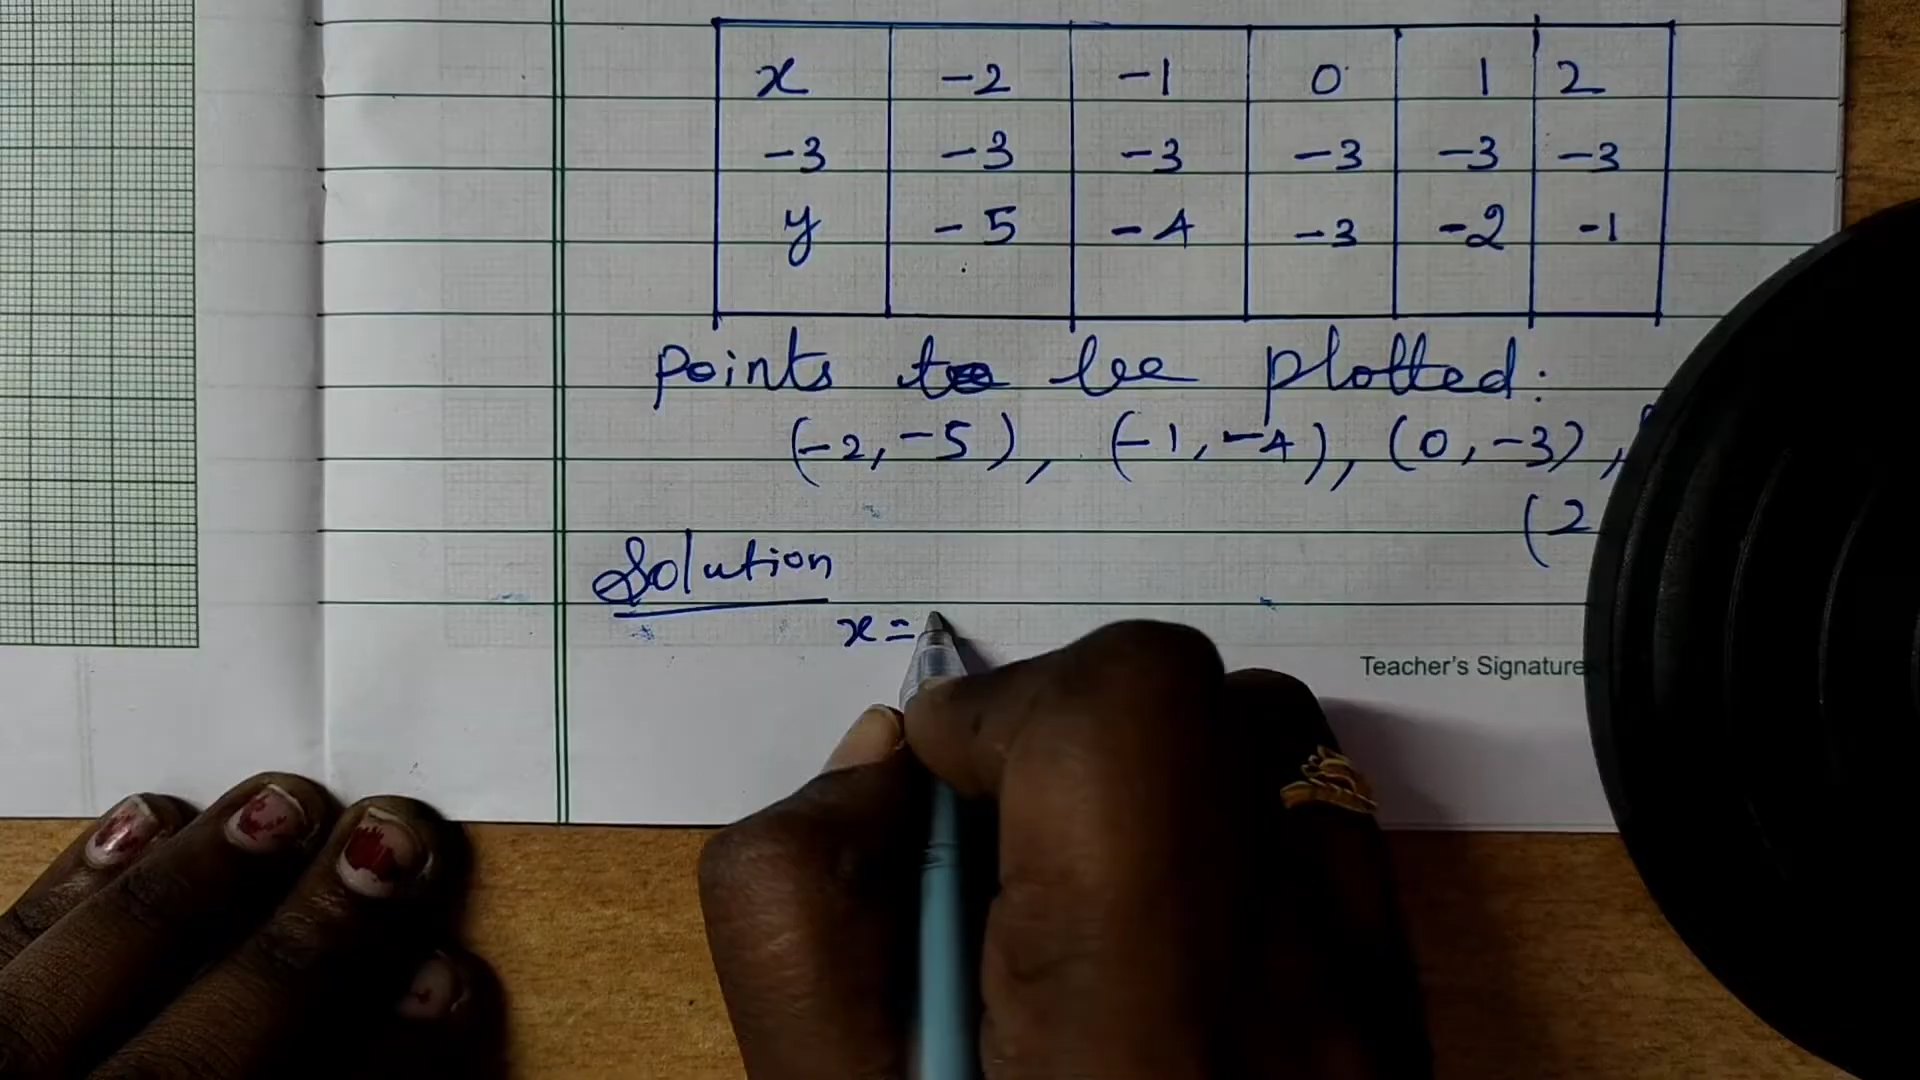 x -2 -1 0 1 2
-3 -3 -3 -3 -3 -3
y -5 -4 -3 -2 -1
Points to be plotted:
(-2, -5), (-1, -4), (0, -3),
(2
Solution
x =
Teacher's Signature